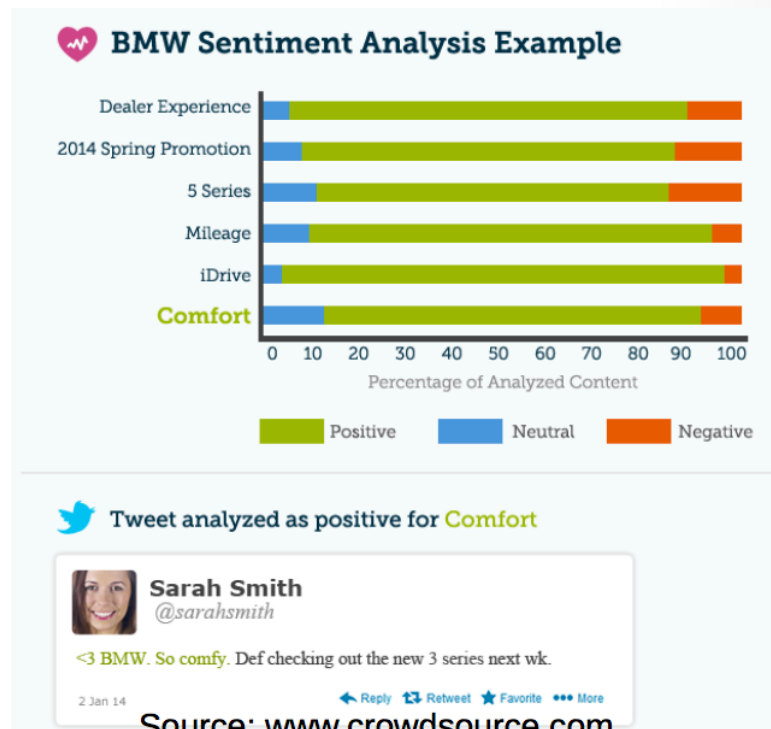 BMW Sentiment Analysis Example
Dealer Experience
2014 Spring Promotion
5 Series
Mileage
iDrive
Comfort
0 10 20 30 40 50 60 70 80 90 100
Percentage of Analyzed Content
Positive Neutral Negative
Tweet analyzed as positive for Comfort
Sarah Smith
@sarahsmith
<3 BMW. So comfy. Def checking out the new 3 series next wk.
2 Jan 14 Reply Retweet Favorite More
Source: www.crowdsource.com